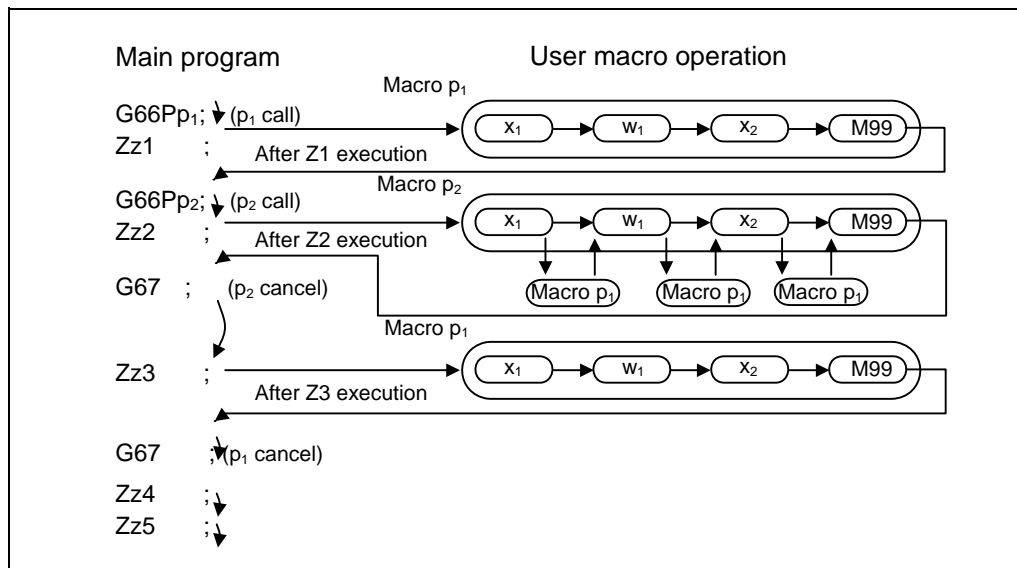 Main program
User macro operation
Macro p₁
G66Pp₁; (p₁ call)
x₁ w₁ x₂ M99
Zz1 ;
After Z1 execution
Macro p₂
G66Pp₂; (p₂ call)
x₁ w₁ x₂ M99
Zz2 ;
After Z2 execution
G67 ; (p₂ cancel)
Macro p₁ Macro p₁ Macro p₁
Macro p₁
Zz3 ;
x₁ w₁ x₂ M99
After Z3 execution
G67 ; (p₁ cancel)
Zz4 ;
Zz5 ;